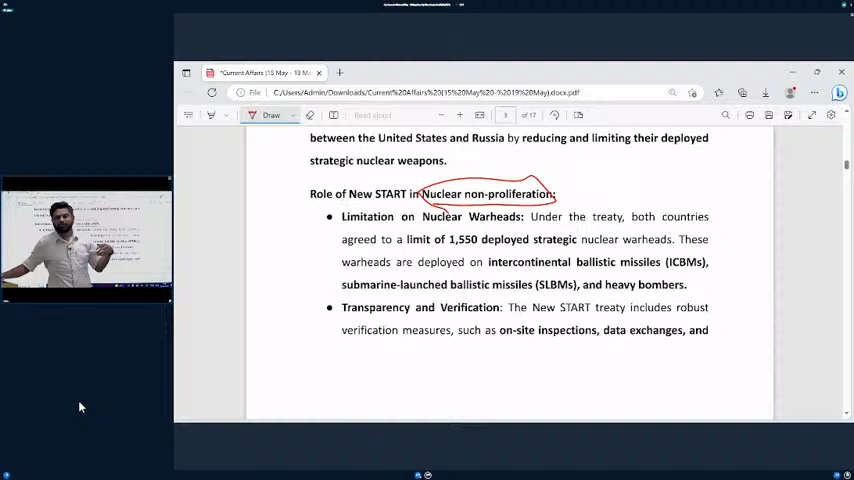 *Current Affairs (15 May - 19 M
File
C:/Users/Admin/Downloads/Current%20Affairs%20(15%20May%20-%2019%20May).docx.pdf
Draw
Read aloud
3
of 17
between the United States and Russia by reducing and limiting their deployed
strategic nuclear weapons.
Role of New START in Nuclear non-proliferation:
● Limitation on Nuclear Warheads: Under the treaty, both countries
agreed to a limit of 1,550 deployed strategic nuclear warheads. These
warheads are deployed on intercontinental ballistic missiles (ICBMs),
submarine-launched ballistic missiles (SLBMs), and heavy bombers.
● Transparency and Verification: The New START treaty includes robust
verification measures, such as on-site inspections, data exchanges, and